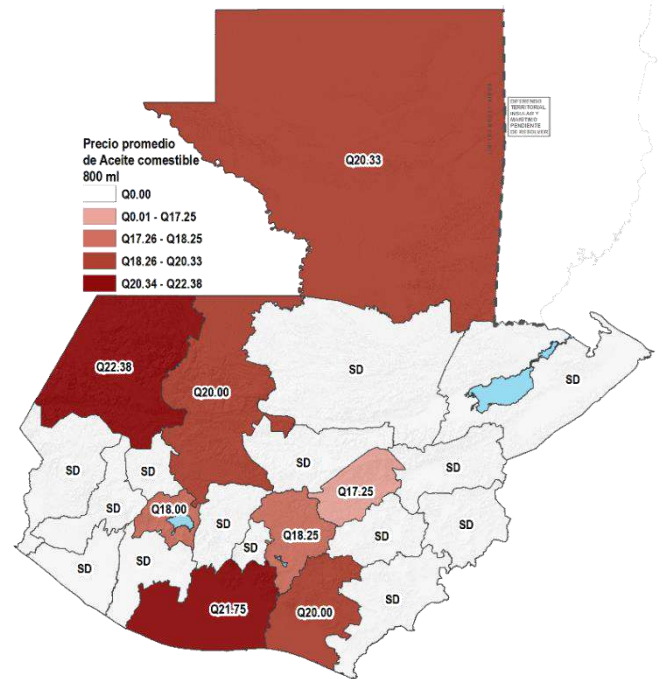 Q20.33
DIFERENDO
TERRITORIAL
INSULAR Y
MARÍTIMO
PENDIENTE
DE RESOLVER
Precio promedio
de Aceite comestible
800 ml
Q0.00
Q0.01 - Q17.25
Q17.26 - Q18.25
Q18.26 - Q20.33
Q20.34 - Q22.38
Q22.38
Q20.00
SD
SD
SD
SD
SD
SD
Q17.25
SD
Q18.00
SD
Q18.25
SD
SD
SD
SD
SD
SD
Q21.75
Q20.00
SD